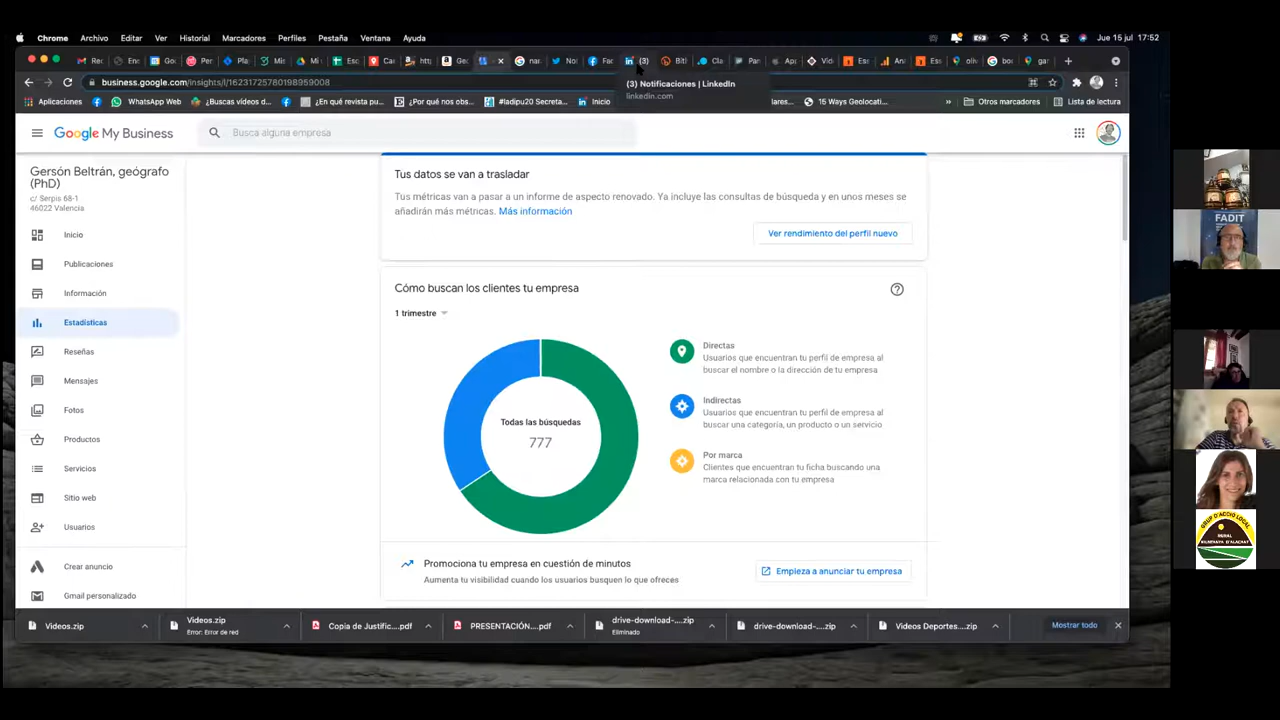 Chrome Archivo Editar Ver Historial Marcadores Perfiles Pestaña Ventana Ayuda Jue 15 jul 17:52
(3)
business.google.com/insights/l/16231725780198959008
(3) Notificaciones | LinkedIn
linkedin.com
Aplicaciones WhatsApp Web ¿Buscas vídeos d... ¿En qué revista pu... ¿Por qué nos obs... #ladipu20 Secreta... Inicio 15 Ways Geolocati... » Otros marcadores Lista de lectura
Google My Business
Busca alguna empresa
Gersón Beltrán, geógrafo
(PhD)
c/ Serpis 68-1
46022 Valencia
Inicio
Publicaciones
Información
Estadísticas
Reseñas
Mensajes
Fotos
Productos
Servicios
Sitio web
Usuarios
Crear anuncio
Gmail personalizado
Tus datos se van a trasladar
Tus métricas van a pasar a un informe de aspecto renovado. Ya incluye las consultas de búsqueda y en unos meses se
añadirán más métricas. Más información
Ver rendimiento del perfil nuevo
Cómo buscan los clientes tu empresa
1 trimestre
Todas las búsquedas
777
Directas
Usuarios que encuentran tu perfil de empresa al
buscar el nombre o la dirección de tu empresa
Indirectas
Usuarios que encuentran tu perfil de empresa al
buscar una categoría, un producto o un servicio
Por marca
Clientes que encuentran tu ficha buscando una
marca relacionada con tu empresa
Promociona tu empresa en cuestión de minutos
Aumenta tu visibilidad cuando los usuarios busquen lo que ofreces
Empieza a anunciar tu empresa
Videos.zip
Videos.zip
Error: Error de red
Copia de Justific....pdf
PRESENTACIÓN....pdf
drive-download-....zip
Eliminado
drive-download-....zip
Videos Deportes....zip
Mostrar todo
FADIT
GRUP D'ACCIÓ LOCAL
RURAL